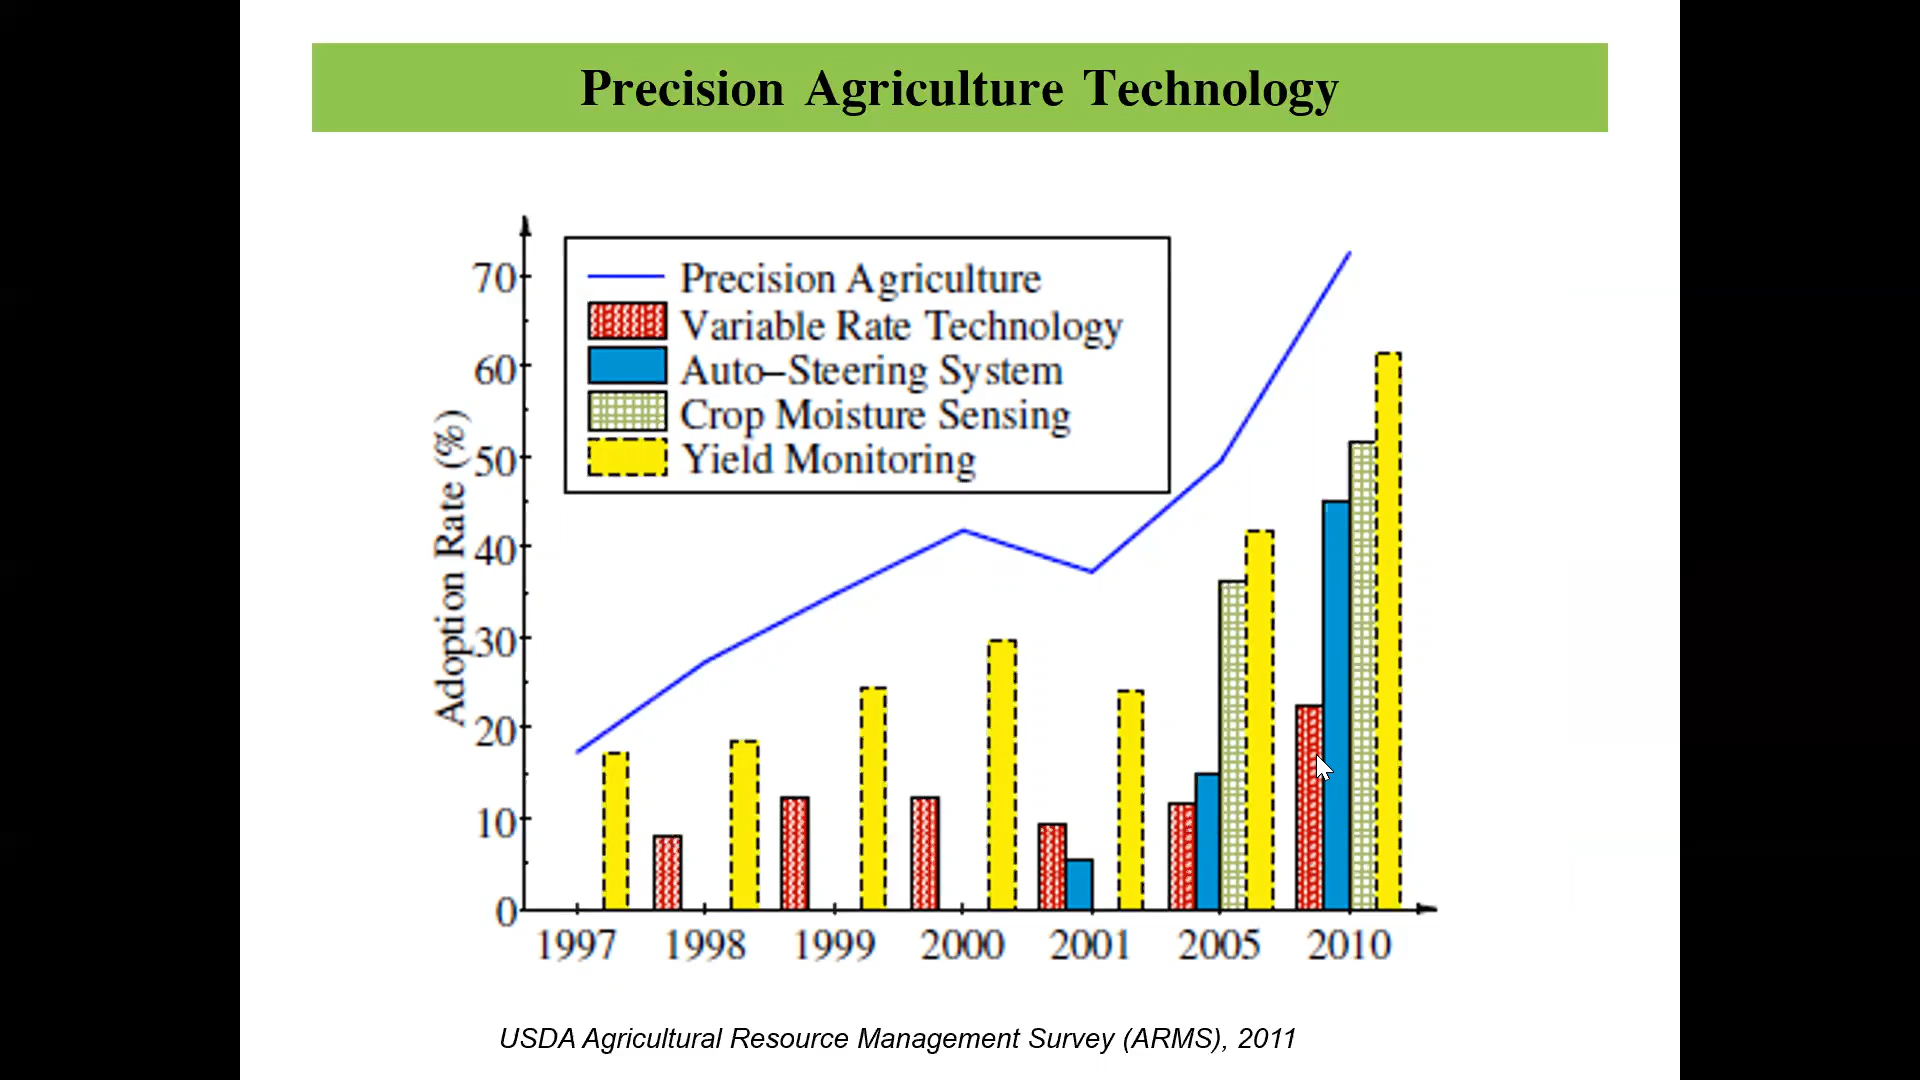 Precision Agriculture Technology
Precision Agriculture
Variable Rate Technology
Auto–Steering System
Crop Moisture Sensing
Yield Monitoring
Adoption Rate (%)
70
60
50
40
30
20
10
0
1997 1998 1999 2000 2001 2005 2010
USDA Agricultural Resource Management Survey (ARMS), 2011